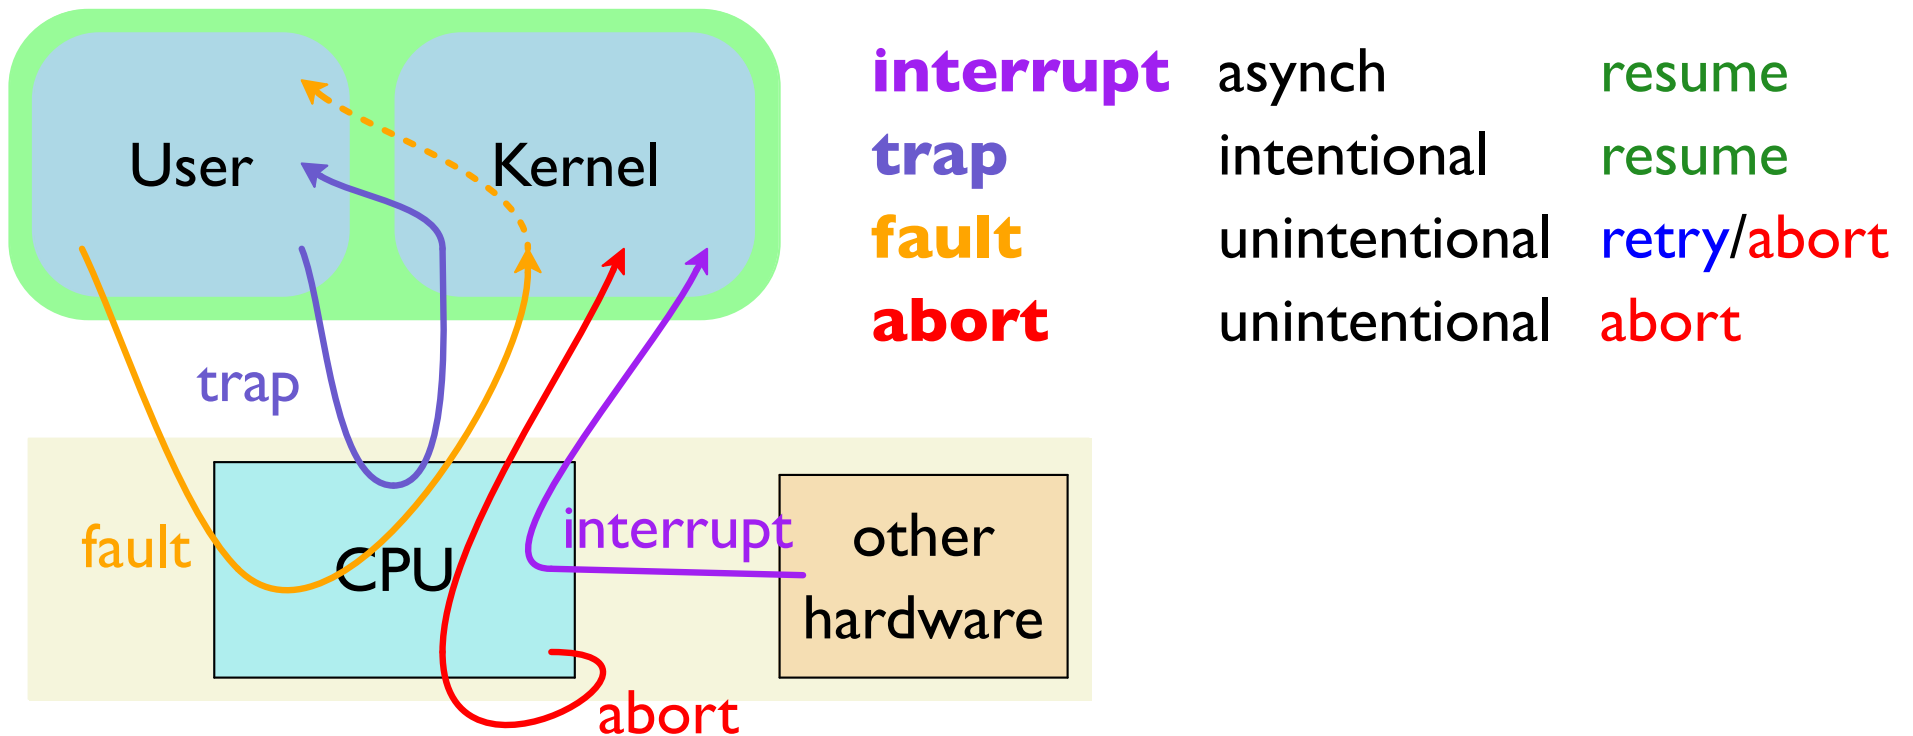 User
Kernel
interrupt asynch resume
trap intentional resume
fault unintentional retry/abort
abort unintentional abort
trap
fault
CPU
interrupt
other
hardware
abort